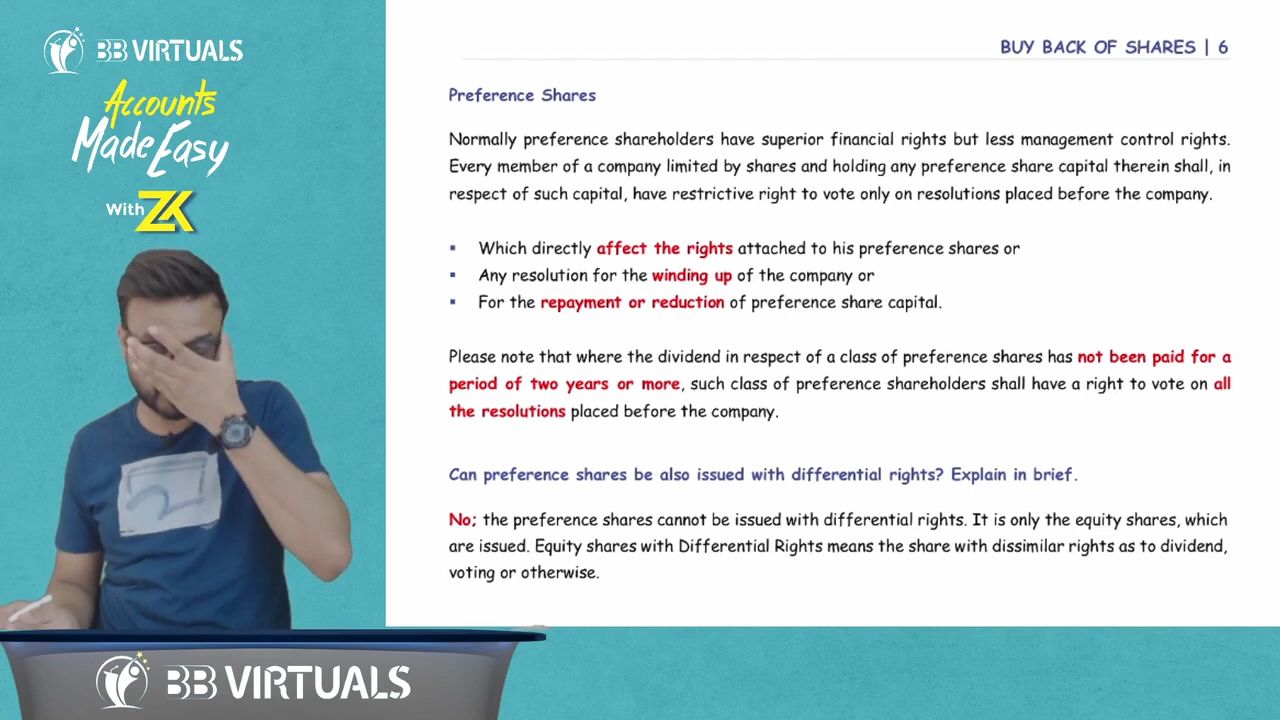 BB VIRTUALS
Accounts
Made Easy
With ZK
BUY BACK OF SHARES | 6
Preference Shares
Normally preference shareholders have superior financial rights but less management control rights.
Every member of a company limited by shares and holding any preference share capital therein shall, in
respect of such capital, have restrictive right to vote only on resolutions placed before the company.
▪ Which directly affect the rights attached to his preference shares or
▪ Any resolution for the winding up of the company or
▪ For the repayment or reduction of preference share capital.
Please note that where the dividend in respect of a class of preference shares has not been paid for a
period of two years or more, such class of preference shareholders shall have a right to vote on all
the resolutions placed before the company.
Can preference shares be also issued with differential rights? Explain in brief.
No; the preference shares cannot be issued with differential rights. It is only the equity shares, which
are issued. Equity shares with Differential Rights means the share with dissimilar rights as to dividend,
voting or otherwise.
BB VIRTUALS